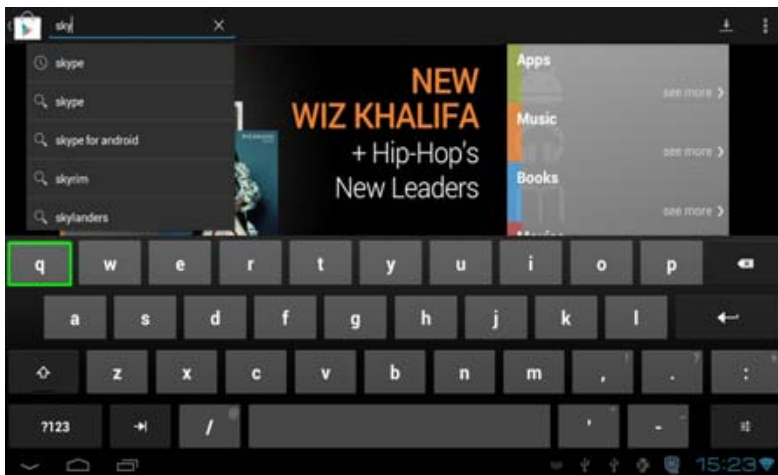 sky
skype
skype
skype for android
skyrim
skylanders
NEW
WIZ KHALIFA
+ Hip-Hop's
New Leaders
Apps
see more
Music
see more
Books
see more
q w e r t y u i o p
a s d f g h j k l
z x c v b n m , ! . ? :
?123 / @ ' -
15:23